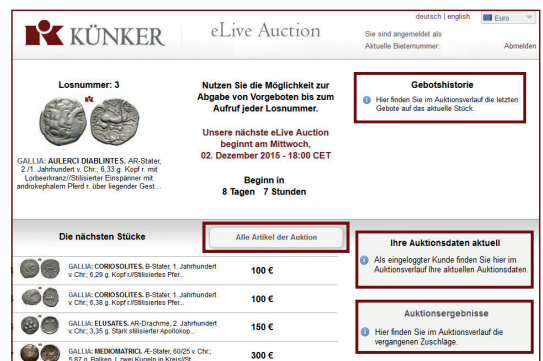 deutsch | english
Euro
KÜNKER
eLive Auction
Sie sind angemeldet als
Aktuelle Bieternummer:
Abmelden
Losnummer: 3
GALLIA: AULERCI DIABLINTES. AR-Stater,
2./1. Jahrhundert v. Chr.; 6,33 g. Kopf r. mit
Lorbeerkranz//Stilisierter Einspänner mit
androkephalem Pferd r. über liegender Gest...
Nutzen Sie die Möglichkeit zur
Abgabe von Vorgeboten bis zum
Aufruf jeder Losnummer.
Unsere nächste eLive Auction
beginnt am Mittwoch,
02. Dezember 2015 - 18:00 CET
Beginn in
8 Tagen 7 Stunden
Gebotshistorie
Hier finden Sie im Auktionsverlauf die letzten
Gebote auf das aktuelle Stück.
Die nächsten Stücke
Alle Artikel der Auktion
GALLIA: CORIOSOLITES. B-Stater, 1. Jahrhundert
v. Chr.; 6,29 g. Kopf r.//Stilisiertes Pfer...
100 €
GALLIA: CORIOSOLITES. B-Stater, 1. Jahrhundert
v. Chr.; 6,38 g. Kopf r.//Stilisiertes Pfer...
100 €
GALLIA: ELUSATES. AR-Drachme, 2. Jahrhundert
v. Chr.; 3,35 g. Stark stilisierter Apollokop...
150 €
GALLIA: MEDIOMATRICI. Æ-Stater, 60/25 v. Chr.;
5,87 g. Balken, I, zwei Kugeln in Kreis//St
300 €
Ihre Auktionsdaten aktuell
Als eingeloggter Kunde finden Sie hier im
Auktionsverlauf Ihre aktuellen Auktionsdaten.
Auktionsergebnisse
Hier finden Sie im Auktionsverlauf die
vergangenen Zuschläge.